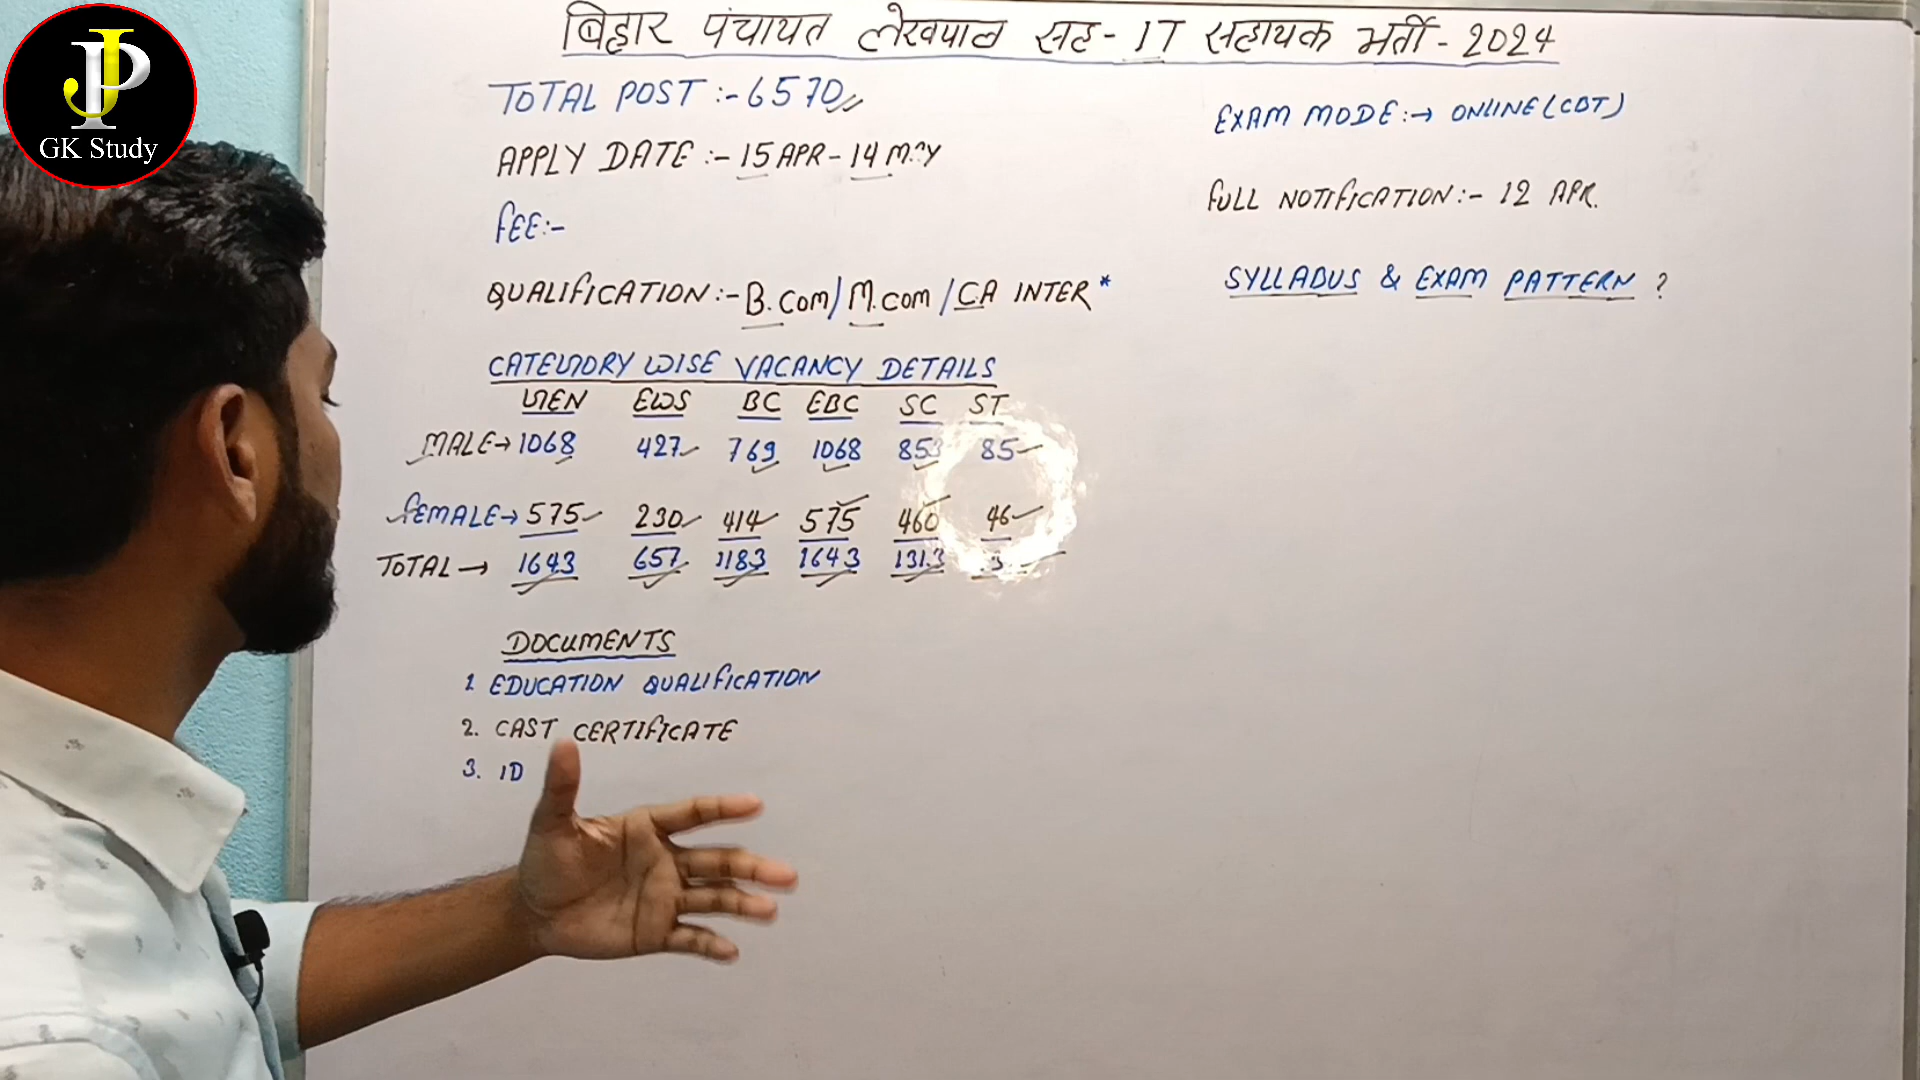 JP
GK Study
बिहार पंचायत लेखपाल सह-IT सहायक भर्ती-2024
TOTAL POST :- 6570
APPLY DATE :- 15 APR - 14 MAY
FEE:-
QUALIFICATION :- B.Com/M.com/CA INTER*
CATEGORY WISE VACANCY DETAILS
GEN EWS BC EBC SC ST
MALE→ 1068 427 769 1068 853 85
FEMALE→ 575 230 414 575 460 46
TOTAL→ 1643 657 1183 1643 1313
DOCUMENTS
1. EDUCATION QUALIFICATION
2. CAST CERTIFICATE
3. ID
EXAM MODE:→ ONLINE (CBT)
FULL NOTIFICATION:- 12 APR.
SYLLABUS & EXAM PATTERN ?